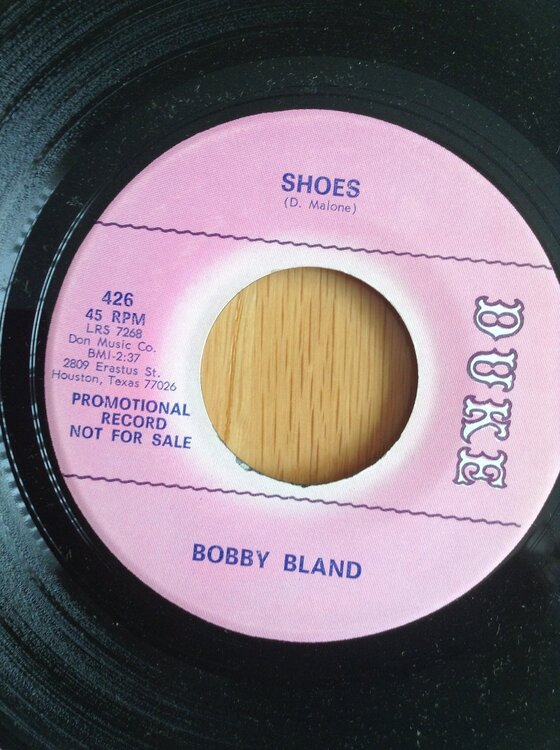 SHOES
(D. Malone)
426
45 RPM
LRS 7268
Don Music Co.
BMI-2:37
2809 Erastus St.
Houston, Texas 77026
PROMOTIONAL
RECORD
NOT FOR SALE
DUKE
BOBBY BLAND